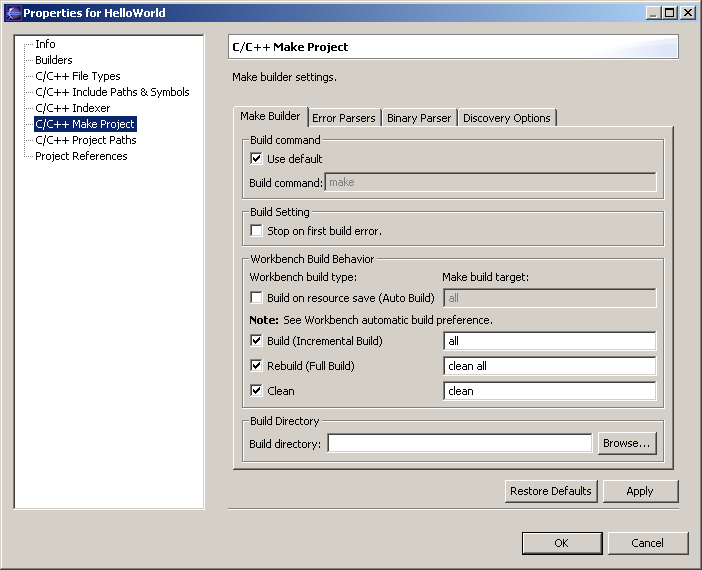 Properties for HelloWorld
Info
Builders
C/C++ File Types
C/C++ Include Paths & Symbols
C/C++ Indexer
C/C++ Make Project
C/C++ Project Paths
Project References
C/C++ Make Project
Make builder settings.
Make Builder Error Parsers Binary Parser Discovery Options
Build command
Use default
Build command: make
Build Setting
Stop on first build error.
Workbench Build Behavior
Workbench build type: Make build target:
Build on resource save (Auto Build) all
Note: See Workbench automatic build preference.
Build (Incremental Build) all
Rebuild (Full Build) clean all
Clean clean
Build Directory
Build directory: Browse...
Restore Defaults Apply
OK Cancel